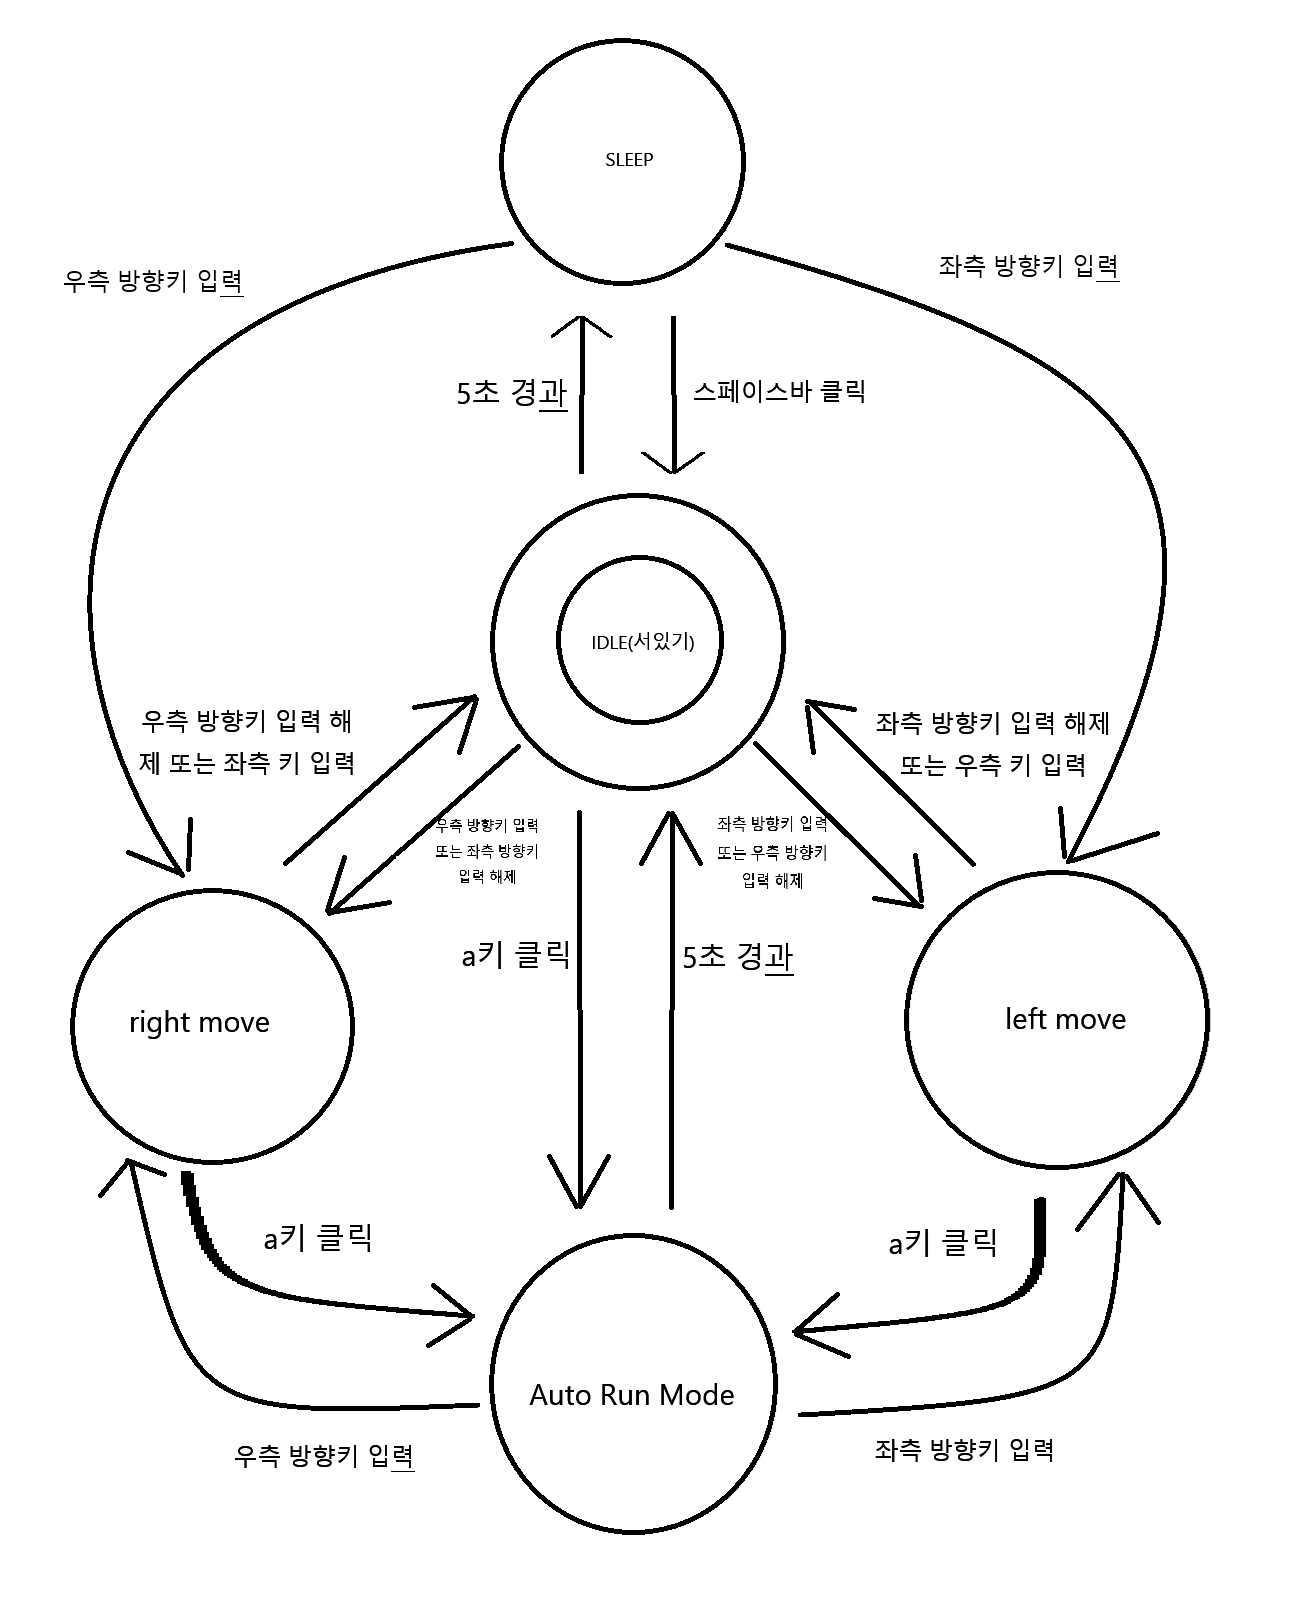 SLEEP
우측 방향키 입력
좌측 방향키 입력
5초 경과
스페이스바 클릭
IDLE(서있기)
우측 방향키 입력 해
제 또는 좌측 키 입력
좌측 방향키 입력 해제
또는 우측 키 입력
우측 방향키 입력
또는 좌측 방향키
입력 해제
좌측 방향키 입력
또는 우측 방향키
입력 해제
a키 클릭
5초 경과
right move
left move
a키 클릭
a키 클릭
Auto Run Mode
우측 방향키 입력
좌측 방향키 입력